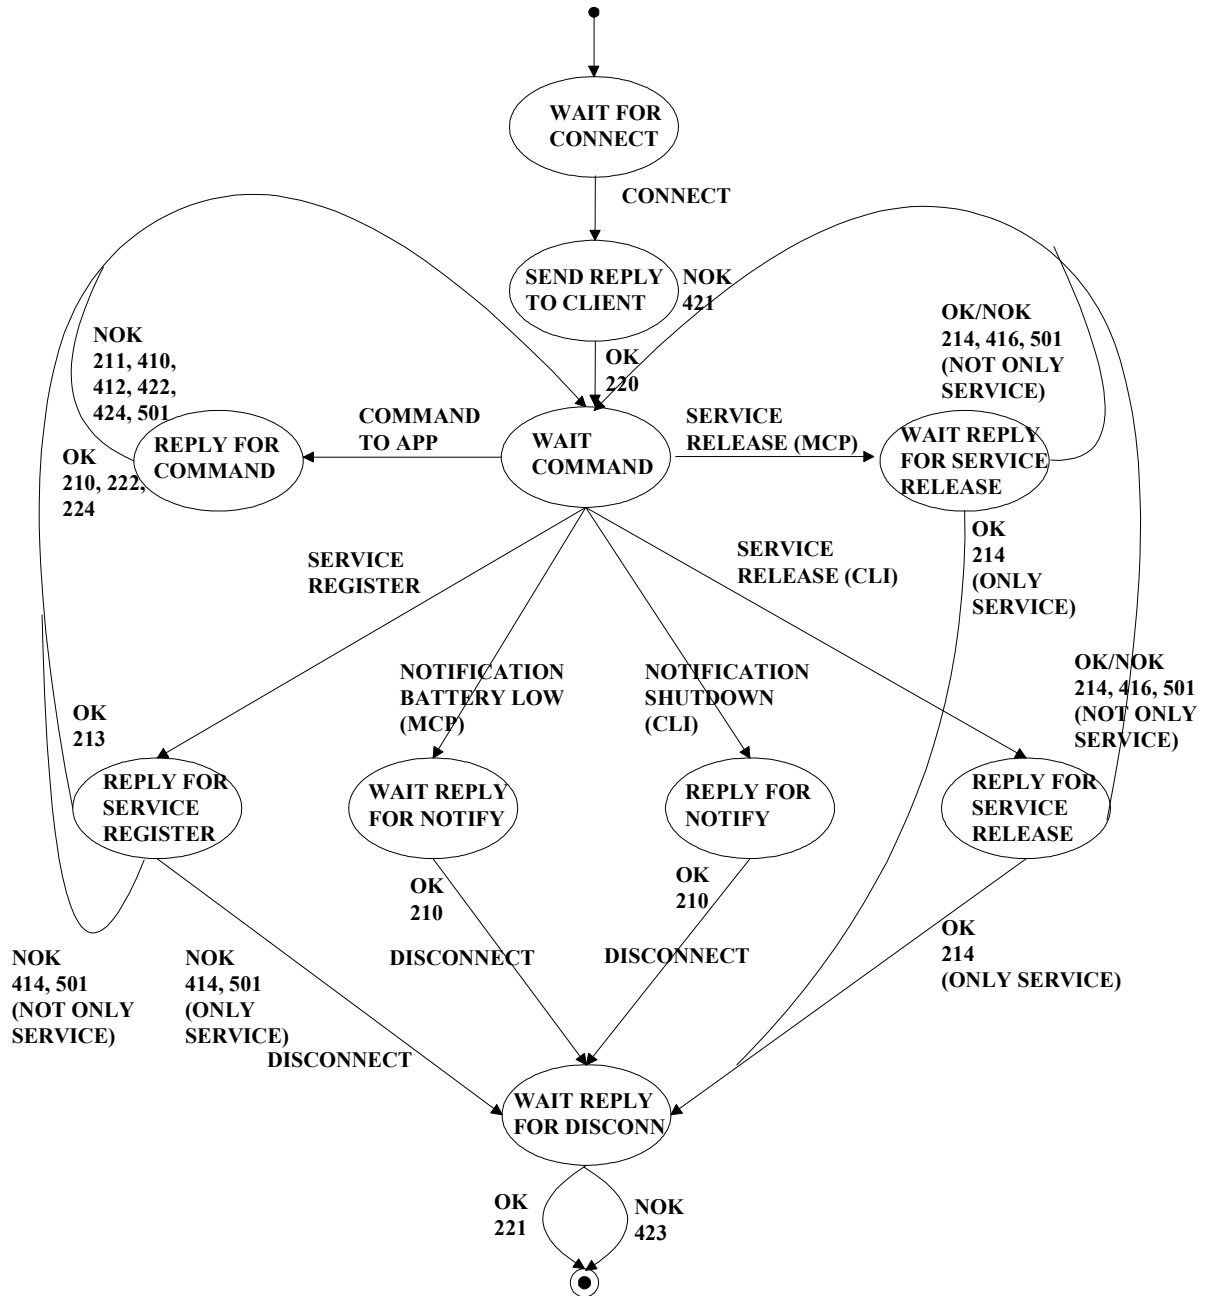 WAIT FOR
CONNECT
CONNECT
SEND REPLY
TO CLIENT
NOK
421
OK
220
NOK
211, 410,
412, 422,
424, 501
OK/NOK
214, 416, 501
(NOT ONLY
SERVICE)
COMMAND
TO APP
SERVICE
RELEASE (MCP)
REPLY FOR
COMMAND
WAIT
COMMAND
WAIT REPLY
FOR SERVICE
RELEASE
OK
210, 222,
224
OK
214
(ONLY
SERVICE)
SERVICE
REGISTER
SERVICE
RELEASE (CLI)
NOTIFICATION
BATTERY LOW
(MCP)
NOTIFICATION
SHUTDOWN
(CLI)
OK/NOK
214, 416, 501
(NOT ONLY
SERVICE)
OK
213
REPLY FOR
SERVICE
REGISTER
WAIT REPLY
FOR NOTIFY
REPLY FOR
NOTIFY
REPLY FOR
SERVICE
RELEASE
OK
210
OK
210
OK
214
(ONLY SERVICE)
NOK
414, 501
(NOT ONLY
SERVICE)
NOK
414, 501
(ONLY
SERVICE)
DISCONNECT
DISCONNECT
DISCONNECT
WAIT REPLY
FOR DISCONN
OK
221
NOK
423